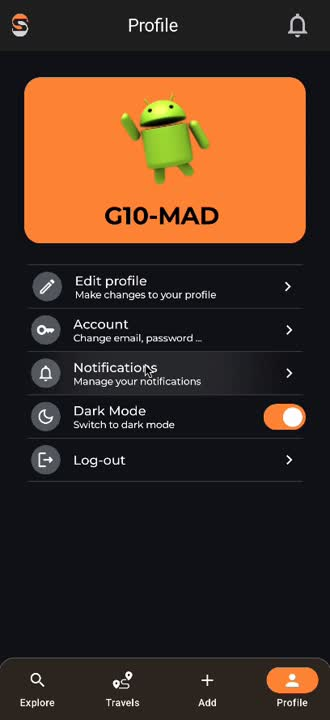 Profile
G10-MAD
Edit profile
Make changes to your profile
Account
Change email, password ...
Notifications
Manage your notifications
Dark Mode
Switch to dark mode
Log-out
Explore
Travels
Add
Profile